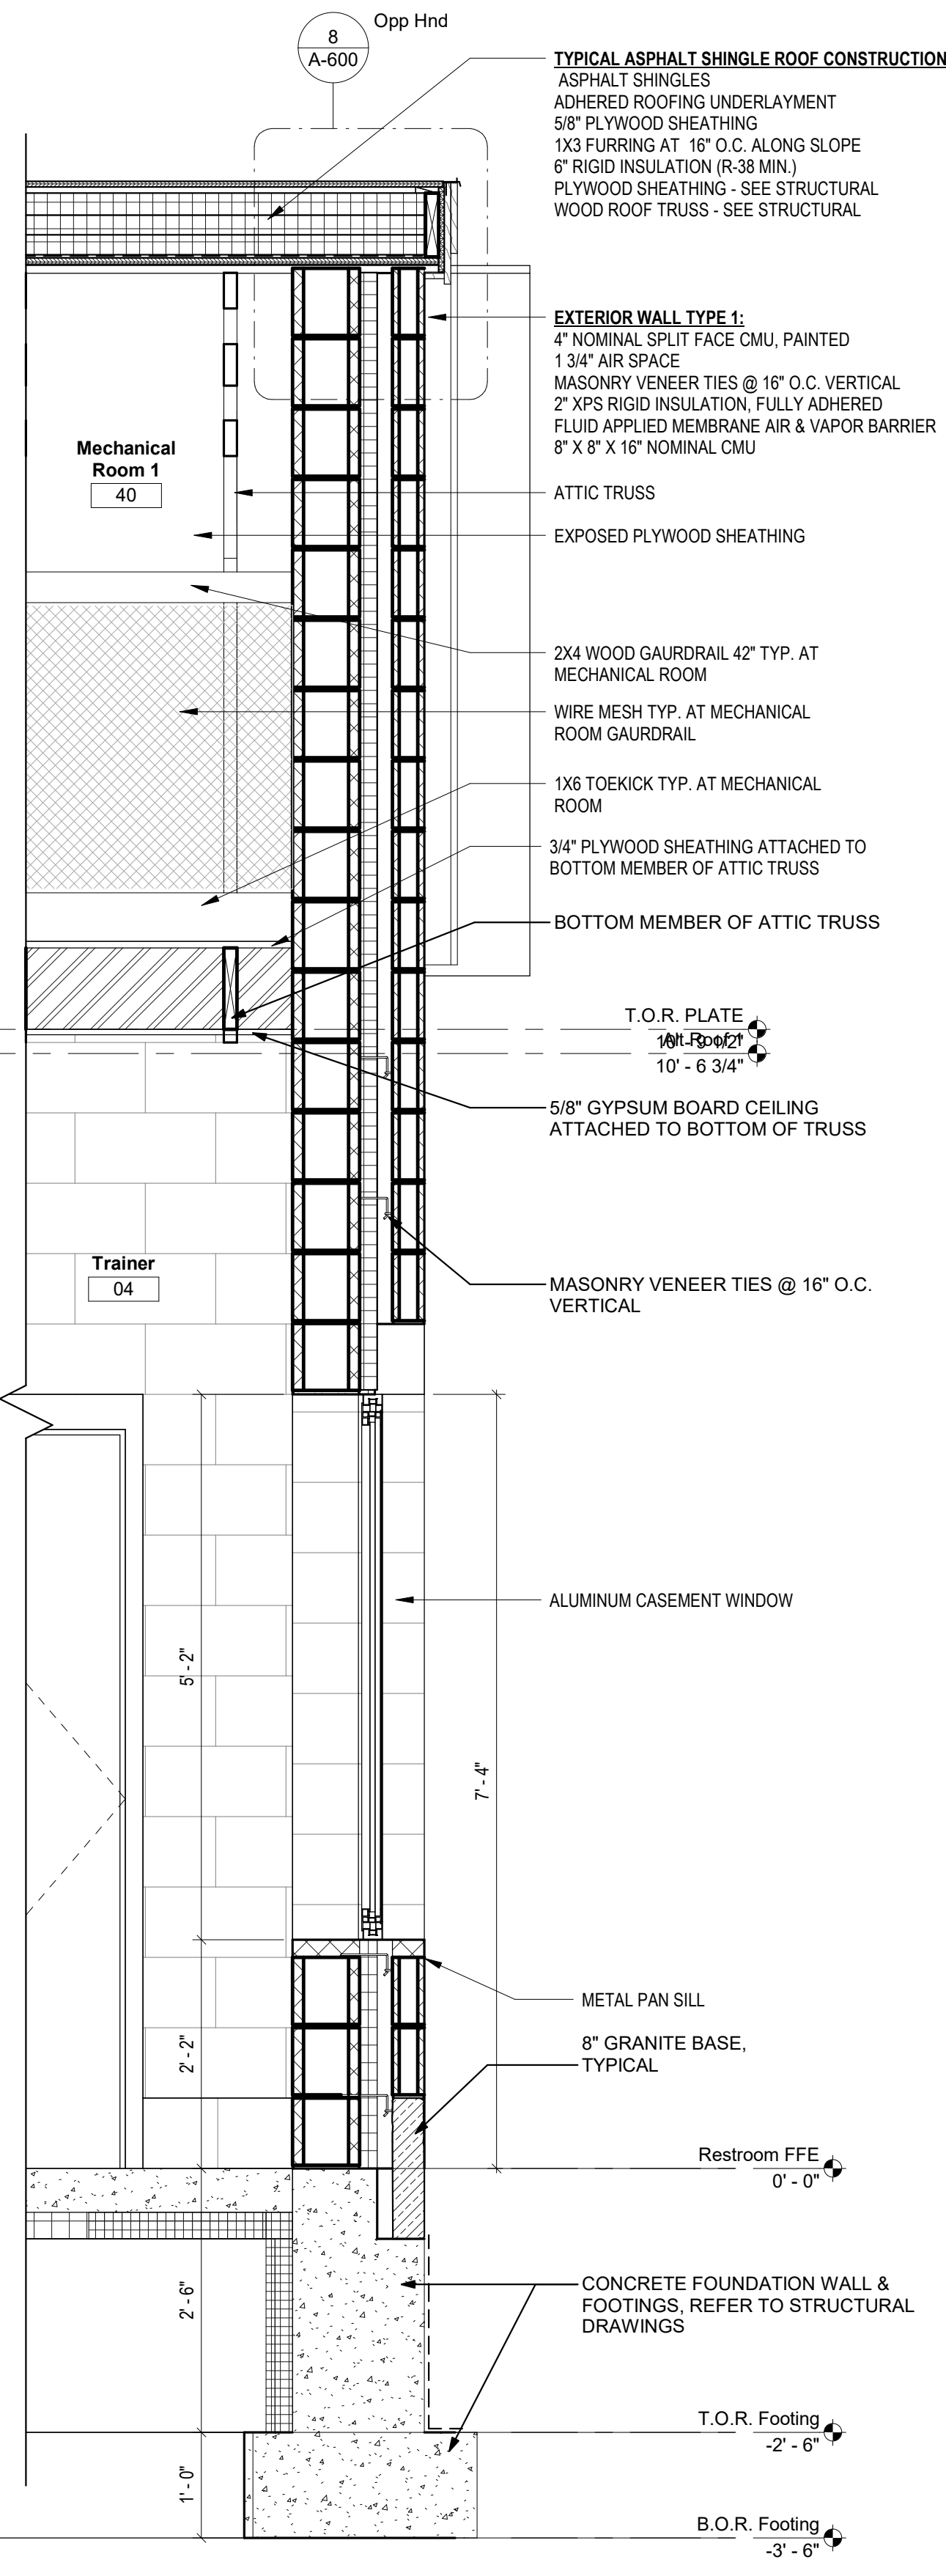 Opp Hnd
8
A-600
TYPICAL ASPHALT SHINGLE ROOF CONSTRUCTION
ASPHALT SHINGLES
ADHERED ROOFING UNDERLAYMENT
5/8" PLYWOOD SHEATHING
1X3 FURRING AT 16" O.C. ALONG SLOPE
6" RIGID INSULATION (R-38 MIN.)
PLYWOOD SHEATHING - SEE STRUCTURAL
WOOD ROOF TRUSS - SEE STRUCTURAL
EXTERIOR WALL TYPE 1:
4" NOMINAL SPLIT FACE CMU, PAINTED
1 3/4" AIR SPACE
MASONRY VENEER TIES @ 16" O.C. VERTICAL
2" XPS RIGID INSULATION, FULLY ADHERED
FLUID APPLIED MEMBRANE AIR & VAPOR BARRIER
8" X 8" X 16" NOMINAL CMU
Mechanical
Room 1
40
ATTIC TRUSS
EXPOSED PLYWOOD SHEATHING
2X4 WOOD GAURDRAIL 42" TYP. AT
MECHANICAL ROOM
WIRE MESH TYP. AT MECHANICAL
ROOM GAURDRAIL
1X6 TOEKICK TYP. AT MECHANICAL
ROOM
3/4" PLYWOOD SHEATHING ATTACHED TO
BOTTOM MEMBER OF ATTIC TRUSS
BOTTOM MEMBER OF ATTIC TRUSS
T.O.R. PLATE
Alt. Roof 1
10' - 6 3/4"
5/8" GYPSUM BOARD CEILING
ATTACHED TO BOTTOM OF TRUSS
Trainer
04
MASONRY VENEER TIES @ 16" O.C.
VERTICAL
ALUMINUM CASEMENT WINDOW
5' - 2"
7' - 4"
METAL PAN SILL
8" GRANITE BASE,
TYPICAL
2' - 2"
Restroom FFE
0' - 0"
2' - 6"
CONCRETE FOUNDATION WALL &
FOOTINGS, REFER TO STRUCTURAL
DRAWINGS
T.O.R. Footing
-2' - 6"
1' - 0"
B.O.R. Footing
-3' - 6"